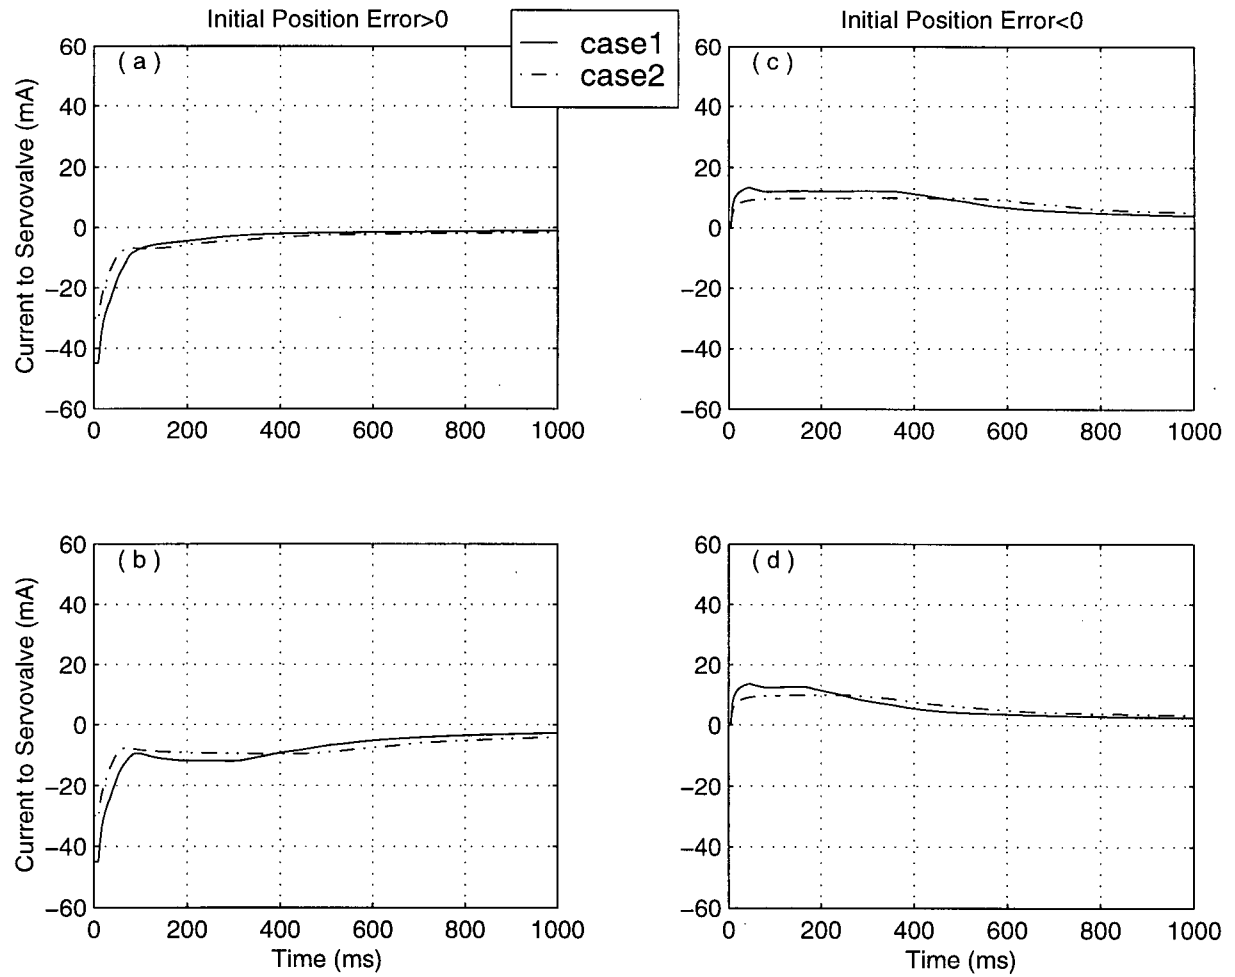 Initial Position Error>0
Initial Position Error<0
case1
case2
( a )
60
40
20
0
−20
−40
−60
Current to Servovalve (mA)
0 200 400 600 800 1000
( c )
60
40
20
0
−20
−40
−60
0 200 400 600 800 1000
( b )
60
40
20
0
−20
−40
−60
Current to Servovalve (mA)
0 200 400 600 800 1000
Time (ms)
( d )
60
40
20
0
−20
−40
−60
0 200 400 600 800 1000
Time (ms)